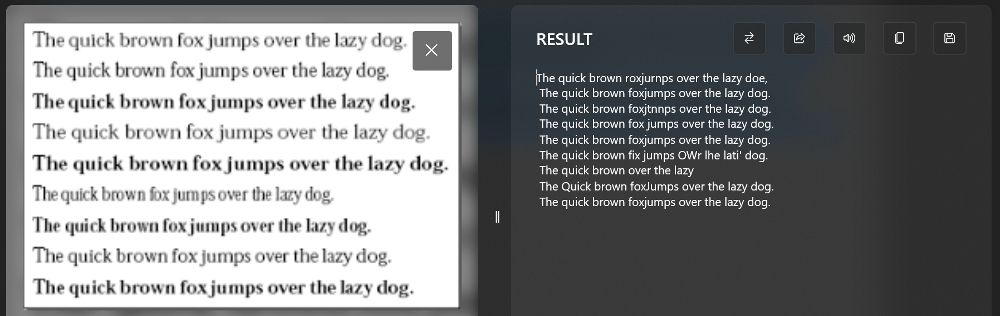 The quick brown fox jumps over the lazy dog.
The quick brown fox jumps over the lazy dog.
The quick brown fox jumps over the lazy dog.
The quick brown fox jumps over the lazy dog.
The quick brown fox jumps over the lazy dog.
The quick brown fox jumps over the lazy dog.
The quick brown fox jumps over the lazy dog.
The quick brown fox jumps over the lazy dog.
The quick brown fox jumps over the lazy dog.
RESULT
The quick brown roxjurnps over the lazy doe,
The quick brown foxjumps over the lazy dog.
The quick brown foxjtnnps over the lazy dog.
The quick brown fox jumps over the lazy dog.
The quick brown foxjumps over the lazy dog.
The quick brown fix jumps OWr lhe lati' dog.
The quick brown over the lazy
The Quick brown foxJumps over the lazy dog.
The quick brown foxjumps over the lazy dog.